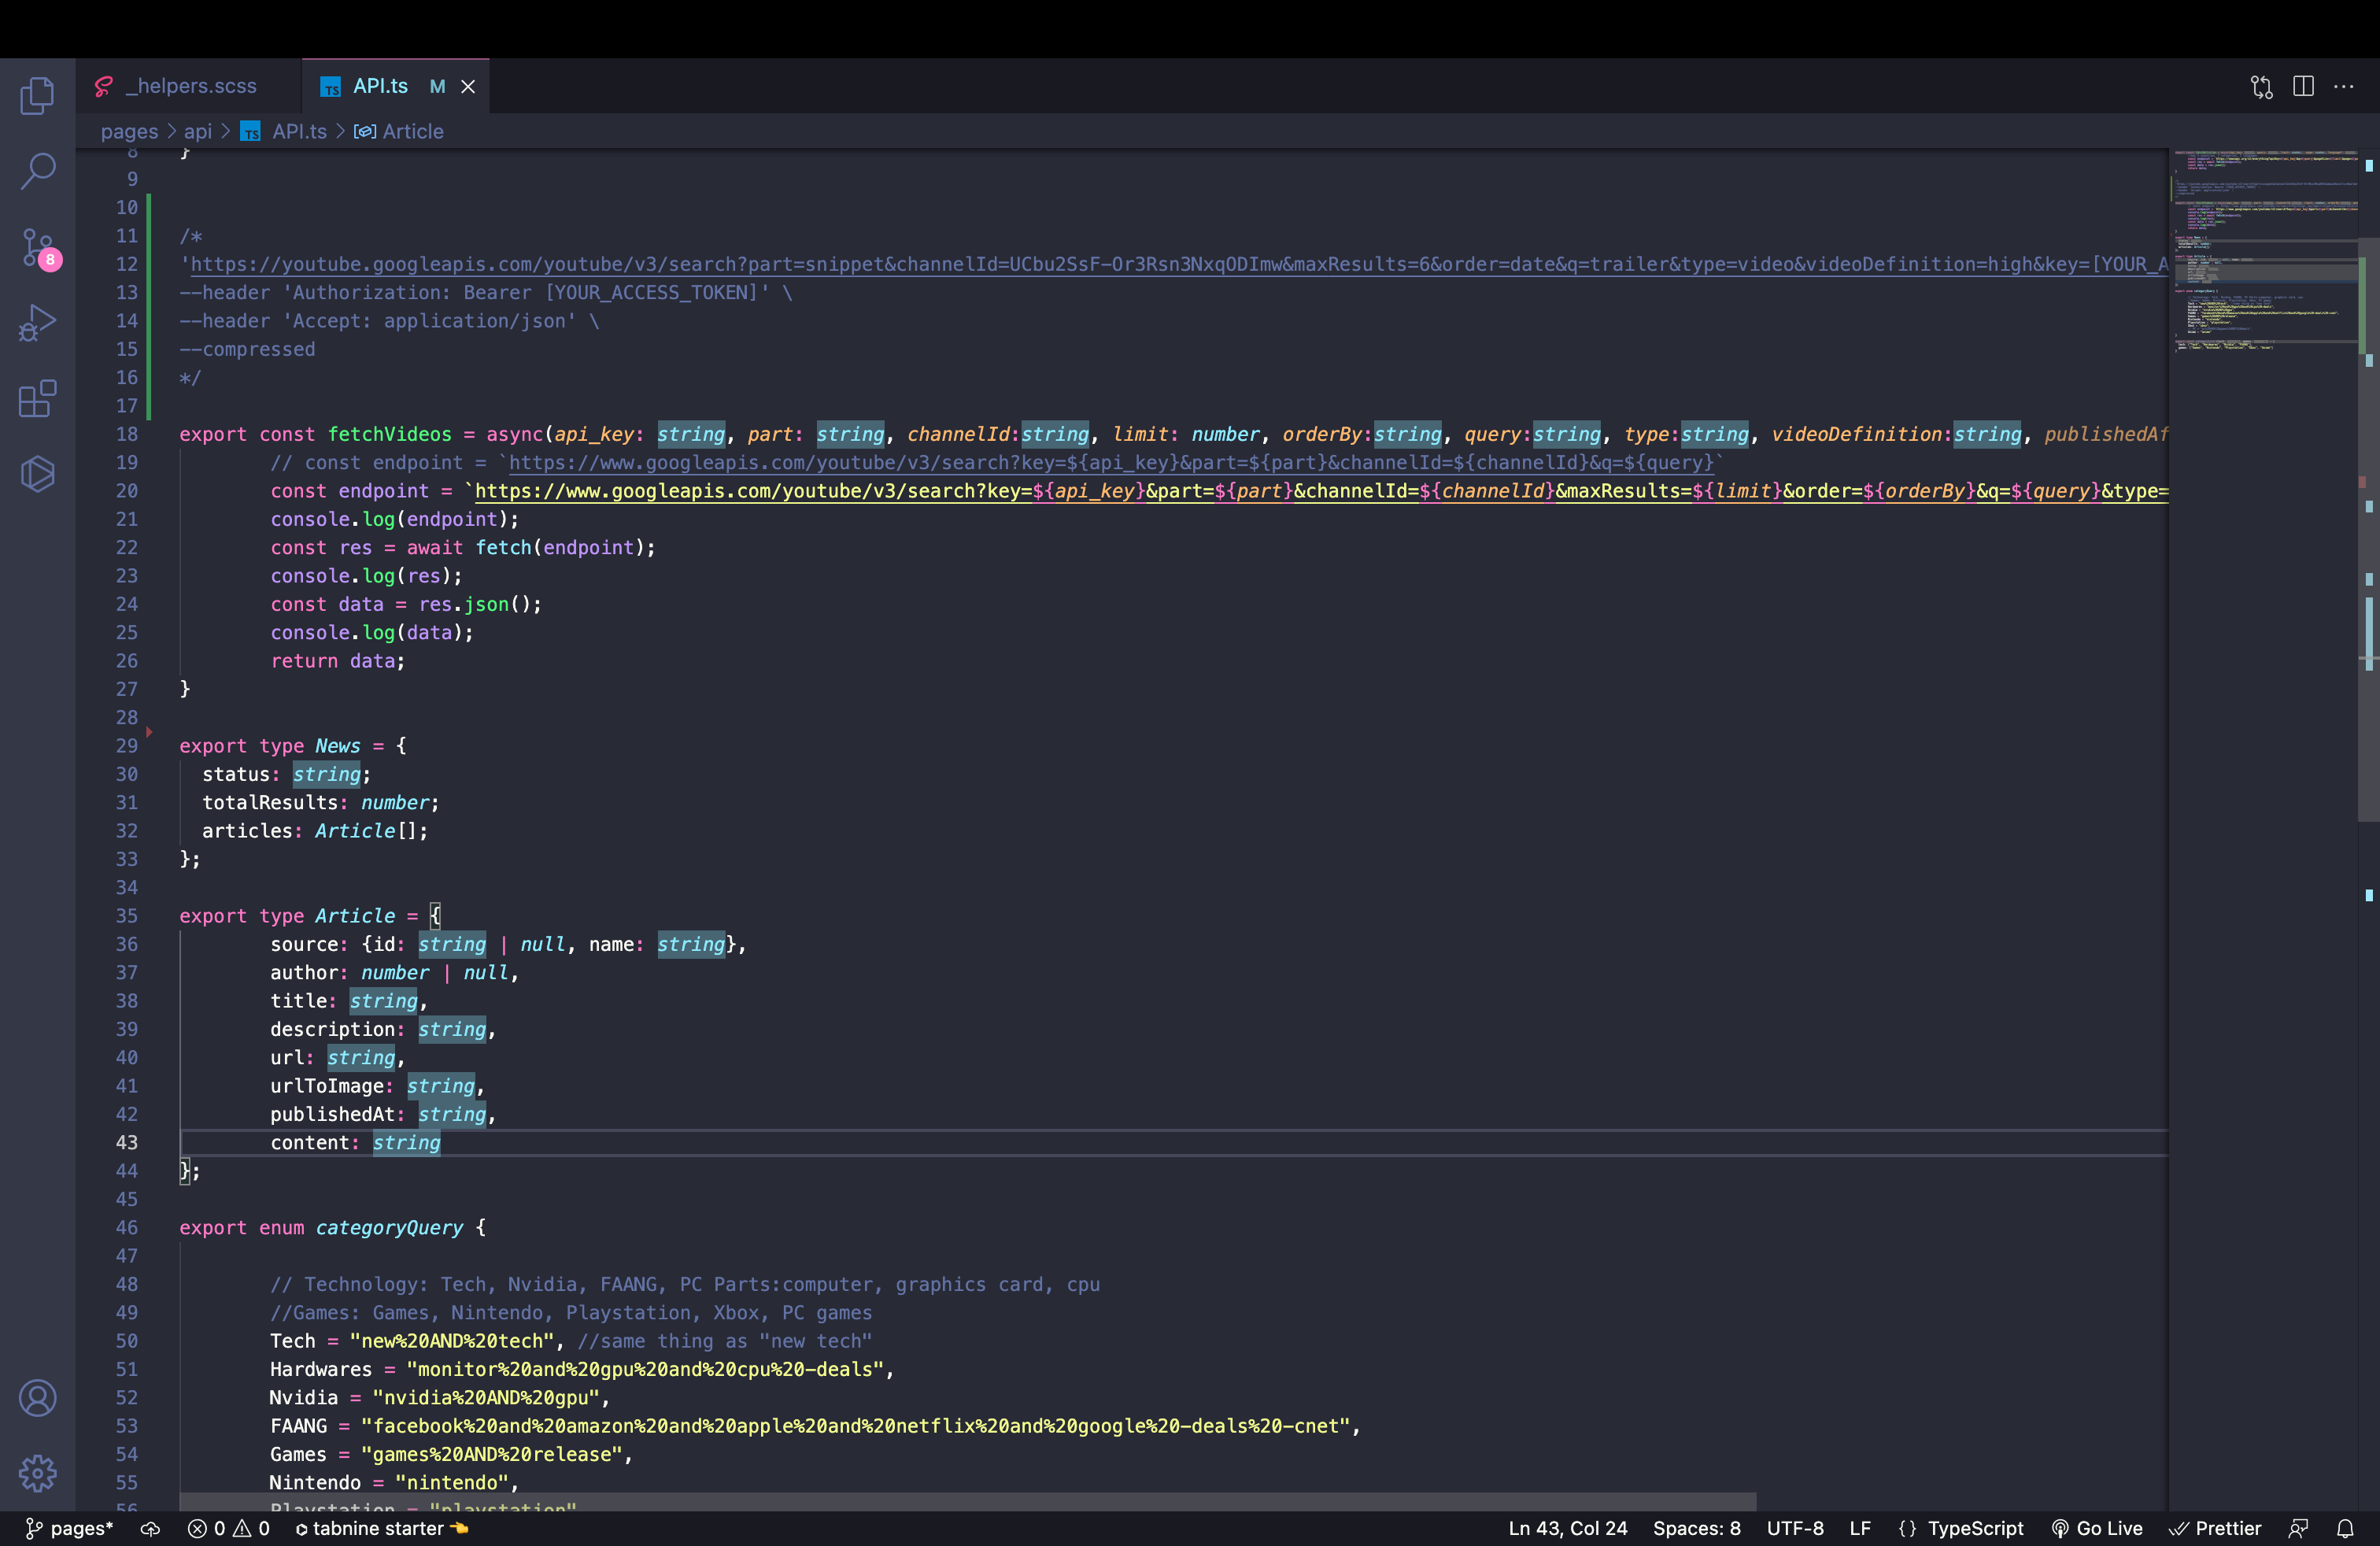 _helpers.scss
TS API.ts M
pages > api > TS API.ts > Article
8 }
9
10
11 /*
12 'https://youtube.googleapis.com/youtube/v3/search?part=snippet&channelId=UCbu2SsF-Or3Rsn3NxqODImw&maxResults=6&order=date&q=trailer&type=video&videoDefinition=high&key=[YOUR_A
13 --header 'Authorization: Bearer [YOUR_ACCESS_TOKEN]' \
14 --header 'Accept: application/json' \
15 --compressed
16 */
17
18 export const fetchVideos = async(api_key: string, part: string, channelId:string, limit: number, orderBy:string, query:string, type:string, videoDefinition:string, publishedAf
19 // const endpoint = `https://www.googleapis.com/youtube/v3/search?key=${api_key}&part=${part}&channelId=${channelId}&q=${query}`
20 const endpoint = `https://www.googleapis.com/youtube/v3/search?key=${api_key}&part=${part}&channelId=${channelId}&maxResults=${limit}&order=${orderBy}&q=${query}&type=
21 console.log(endpoint);
22 const res = await fetch(endpoint);
23 console.log(res);
24 const data = res.json();
25 console.log(data);
26 return data;
27 }
28
29 export type News = {
30 status: string;
31 totalResults: number;
32 articles: Article[];
33 };
34
35 export type Article = {
36 source: {id: string | null, name: string},
37 author: number | null,
38 title: string,
39 description: string,
40 url: string,
41 urlToImage: string,
42 publishedAt: string,
43 content: string
44 };
45
46 export enum categoryQuery {
47
48 // Technology: Tech, Nvidia, FAANG, PC Parts:computer, graphics card, cpu
49 //Games: Games, Nintendo, Playstation, Xbox, PC games
50 Tech = "new%20AND%20tech", //same thing as "new tech"
51 Hardwares = "monitor%20and%20gpu%20and%20cpu%20-deals",
52 Nvidia = "nvidia%20AND%20gpu",
53 FAANG = "facebook%20and%20amazon%20and%20apple%20and%20netflix%20and%20google%20-deals%20-cnet",
54 Games = "games%20AND%20release",
55 Nintendo = "nintendo",
56 Playstation = "playstation"
8
pages* 0 0 tabnine starter Ln 43, Col 24 Spaces: 8 UTF-8 LF {} TypeScript Go Live Prettier